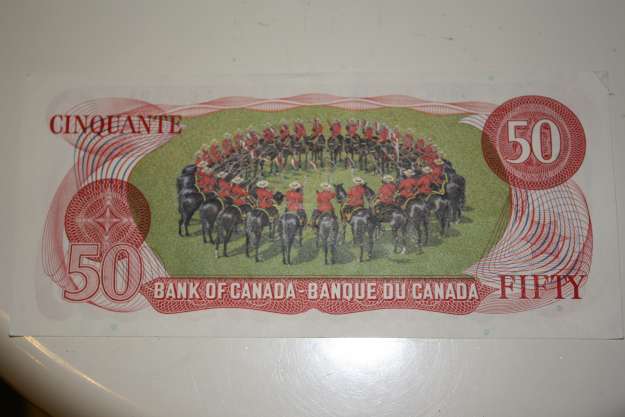 CINQUANTE
50
50
BANK OF CANADA - BANQUE DU CANADA
FIFTY